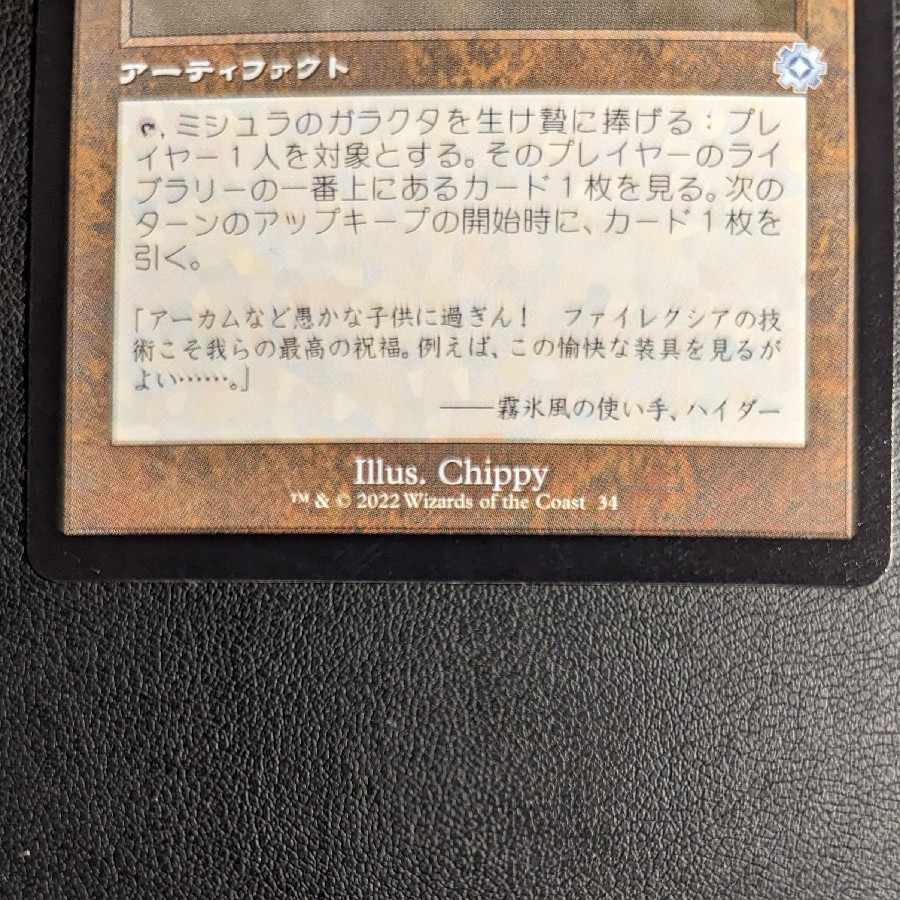 アーティファクト
,ミシュラのガラクタを生け贄に捧げる：プレ
イヤー１人を対象とする。そのプレイヤーのライ
ブラリーの一番上にあるカード１枚を見る。次の
ターンのアップキープの開始時に、カード１枚を
引く。
「アーカムなど愚かな子供に過ぎん！　ファイレクシアの技
術こそ我らの最高の祝福。例えば、この愉快な装具を見るが
よい……。」
――霧氷風の使い手、ハイダー
Illus. Chippy
™ & © 2022 Wizards of the Coast 34